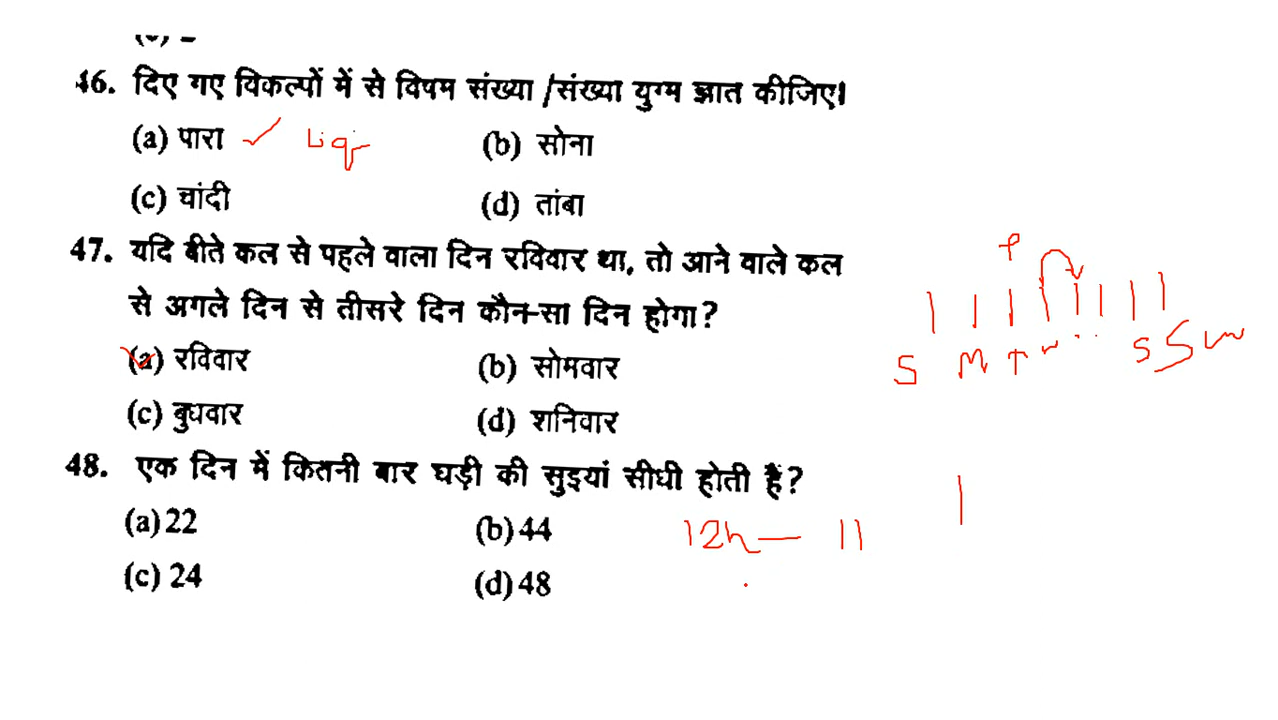 46. दिए गए विकल्पों में से विषम संख्या /संख्या युग्म ज्ञात कीजिए।
(a) पारा ✓ Liq (b) सोना
(c) चांदी (d) तांबा
47. यदि बीते कल से पहले वाला दिन रविवार था, तो आने वाले कल
से अगले दिन से तीसरे दिन कौन-सा दिन होगा?
(a) रविवार (b) सोमवार
(c) बुधवार (d) शनिवार
S M T w S S
48. एक दिन में कितनी बार घड़ी की सुइयां सीधी होती हैं?
(a) 22 (b) 44
(c) 24 (d) 48
12h — 11